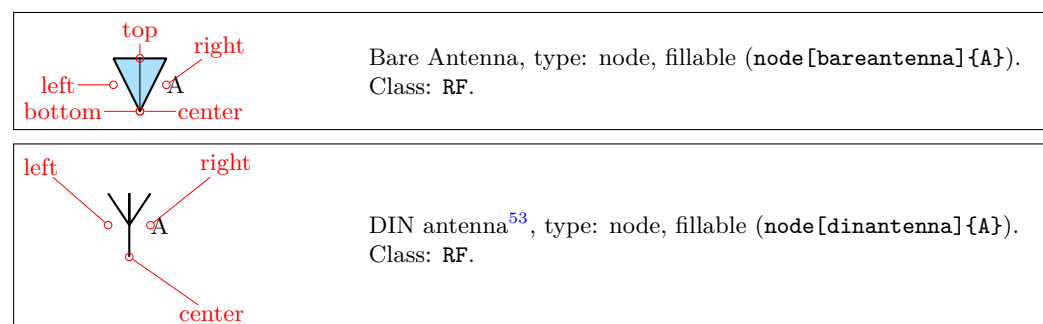 top
right
left
A
bottom
center
Bare Antenna, type: node, fillable (node[bareantenna]{A}).
Class: RF.
left
right
A
center
DIN antenna53, type: node, fillable (node[dinantenna]{A}).
Class: RF.